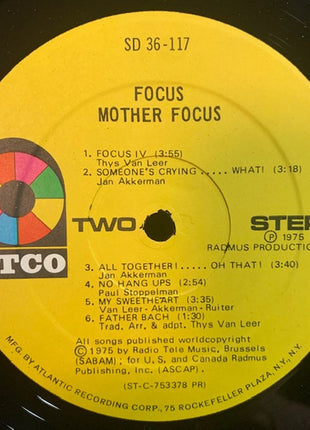 SD 36-117
FOCUS
MOTHER FOCUS
1. FOCUS IV (3:55)
Thys Van Leer
2. SOMEONE'S CRYING..... WHAT! (3:18)
Jan Akkerman
TCO
TWO
STER
Ⓟ 1975
RADMUS PRODUCTIO
3. ALL TOGETHER!..... OH THAT! (3:40)
Jan Akkerman
4. NO HANG UPS (2:54)
Paul Stoppelman
5. MY SWEETHEART (3:35)
Van Leer-Akkerman-Ruiter
6. FATHER BACH (1:30)
Trad. Arr. & adpt. Thys Van Leer
All songs published worldcopyright
© 1975 by Radio Tele Music, Brussels
(SABAM); for U. S. and Canada Radmus
Publishing, Inc. (ASCAP).
(ST-C-753378 PR)
MFG. BY ATLANTIC RECORDING CORP., 75 ROCKEFELLER PLAZA, N.Y., N.Y.